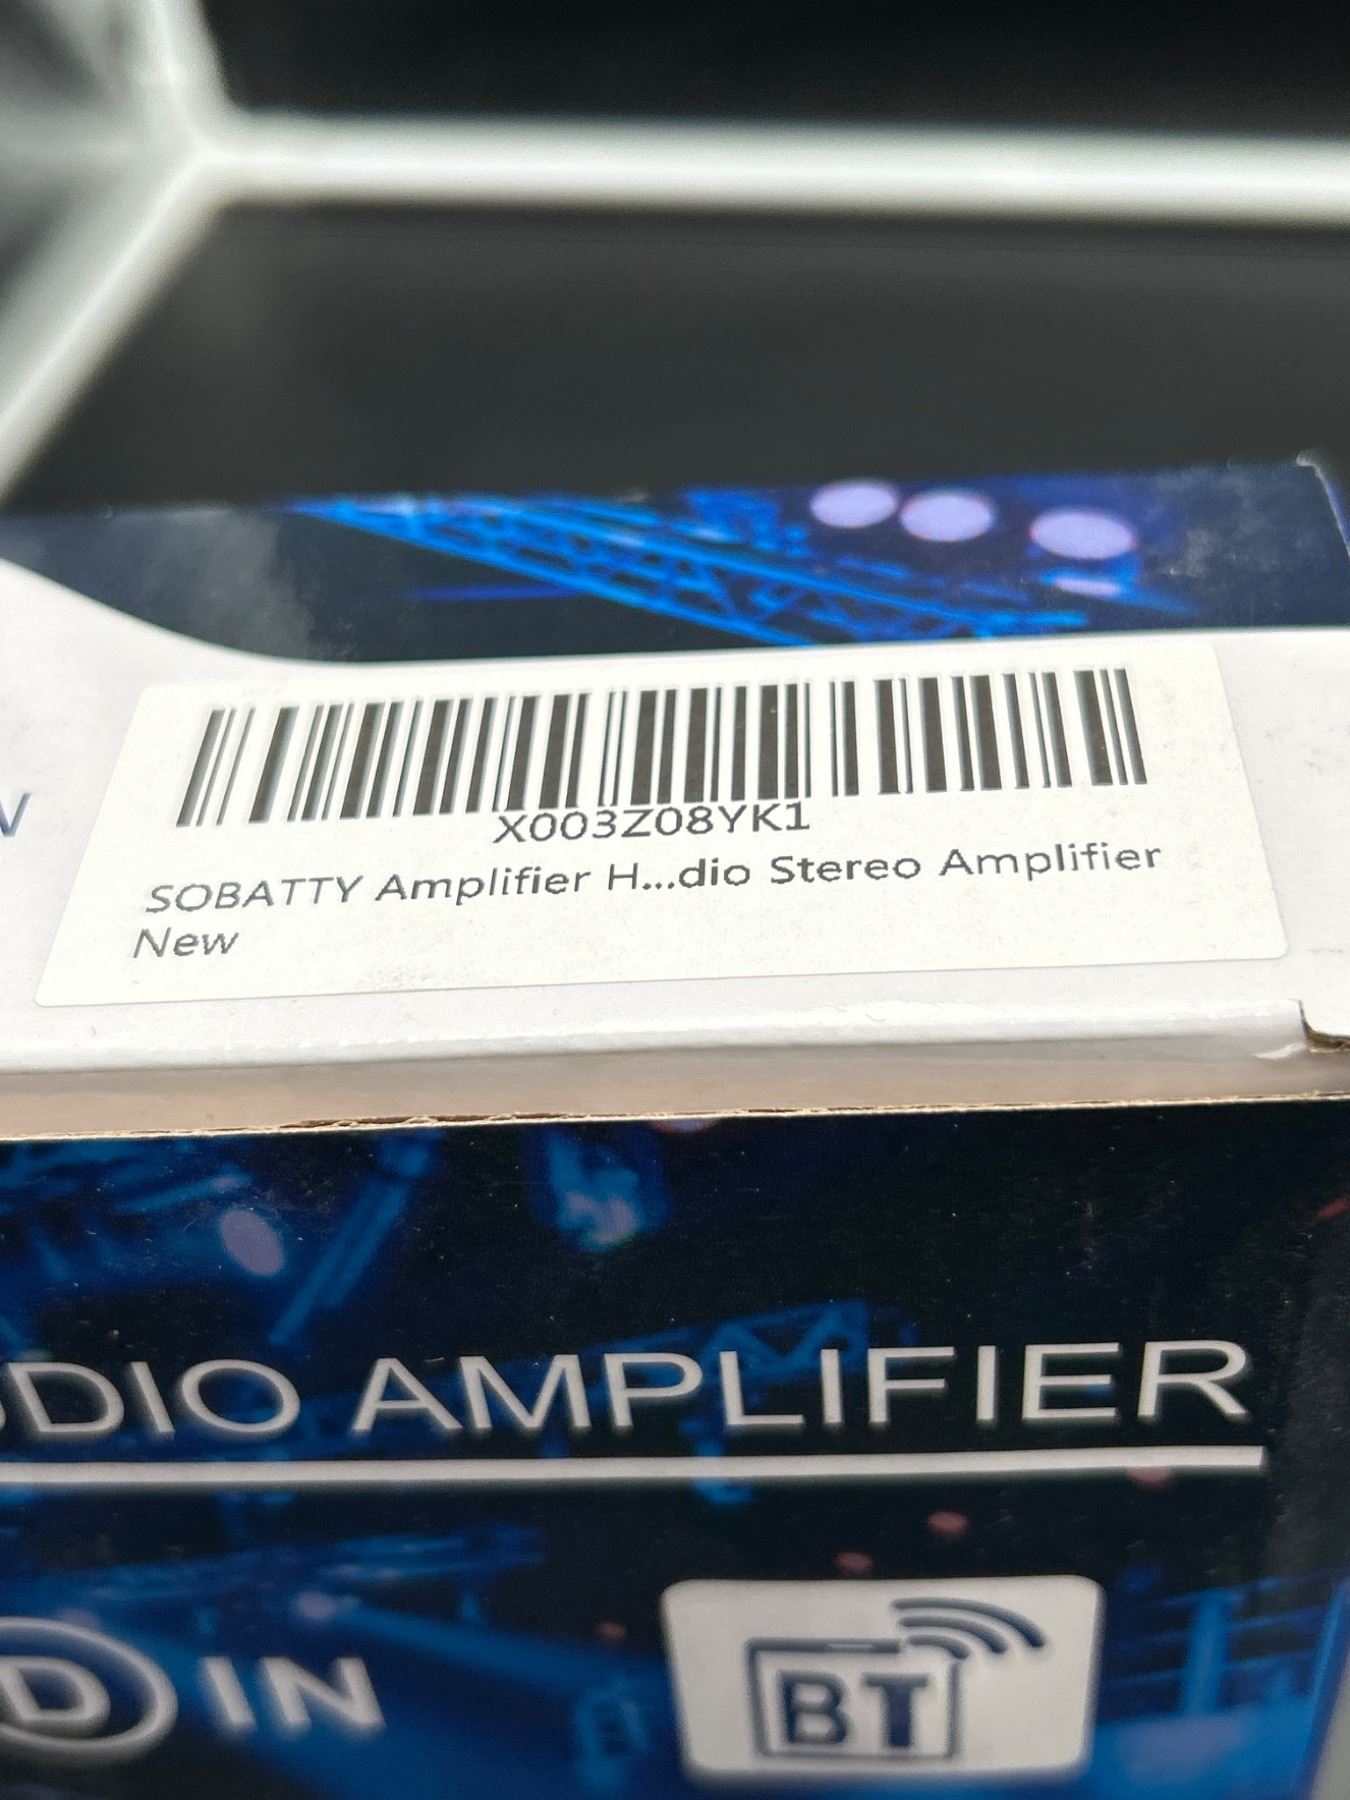 X003Z08YK1
SOBATTY Amplifier H...dio Stereo Amplifier
New
DIO AMPLIFIER
D IN
BT